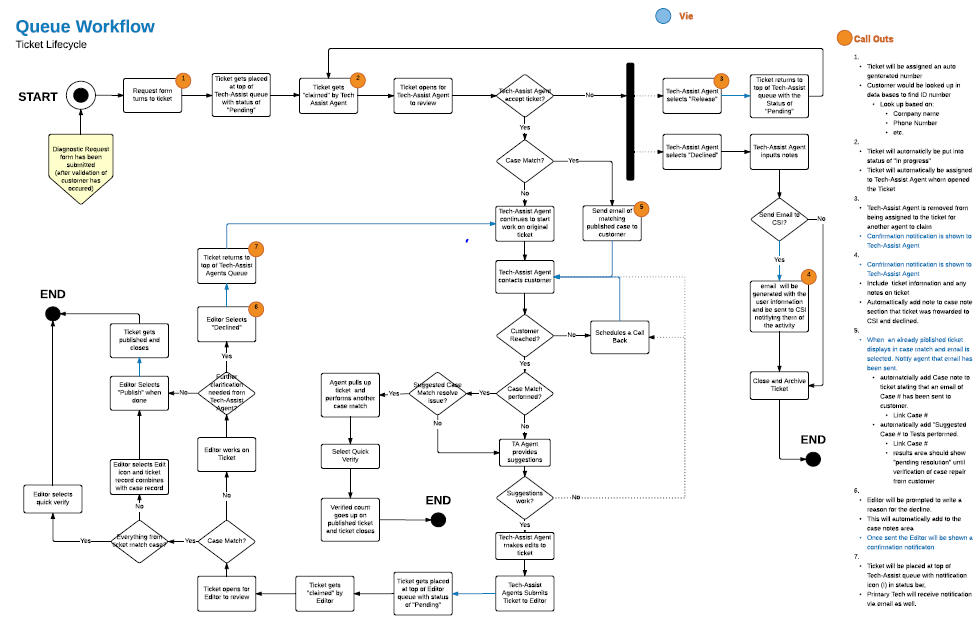 Queue Workflow
Ticket Lifecycle
Vie
START
Request form
turns to ticket
1
Ticket gets placed
at top of
Tech-Assist queue
with status of
"Pending"
Ticket gets
"claimed" by Tech
Assist Agent
2
Ticket opens for
Tech-Assist Agent
to review
Tech-Assist Agent
accept ticket?
No
Yes
Tech-Assist Agent
selects "Release"
3
Ticket returns to
top of Tech-Assist
queue with the
Status of
"Pending"
Diagnostic Request
form has been
submitted
(after validation of
customer has
occured)
Case Match?
Yes
No
Tech-Assist Agent
selects "Declined"
Tech-Assist Agent
inputs notes
Tech-Assist Agent
continues to start
work on original
ticket
Send email of
matching
published case to
customer
5
Send Email to
CSI?
No
Yes
email will be
generated with the
user information
and be sent to CSI
notifying them of
the activity
4
Close and Archive
Ticket
END
Tech-Assist Agent
contacts customer
Customer
Reached?
No
Schedules a Call
Back
Yes
Case Match
performed?
Yes
Suggested Case
Match resolve
issue?
Yes
No
Agent pulls up
ticket and
performs another
case match
Select Quick
Verify
Verified count
goes up on
published ticket
and ticket closes
END
No
TA Agent
provides
suggestions
Suggestions
work?
No
Yes
Tech-Assist Agent
makes edits to
ticket
Tech-Assist
Agents Submits
Ticket to Editor
Ticket gets placed
at top of Editor
queue with status
of "Pending"
Ticket gets
"claimed" by
Editor
Ticket opens for
Editor to review
Case Match?
Yes
No
Everything from
ticket match case?
Yes
No
Editor selects
quick verify
Editor selects Edit
icon and ticket
record combines
with case record
Editor works on
Ticket
Further
clarification
needed from
Tech-Assist
Agent?
No
Yes
Editor Selects
"Publish" when
done
Ticket gets
published and
closes
END
Editor Selects
"Declined"
6
Ticket returns to
top of Tech-Assist
Agents Queue
7
Call Outs
1.
• Ticket will be assigned an auto
generated number
• Customer would be looked up in
data bases to find ID number
• Look up based on:
• Company name
• Phone Number
• etc.
2.
• Ticket will automaticlly be put into
status of "in progress"
• Ticket will automatically be assigned
to Tech-Assist Agent whom opened
the Ticket
3.
• Tech-Assist Agent is removed from
being assigned to the ticket for
another agent to claim
• Confirmation notification is shown to
Tech-Assist Agent
4.
• Confirmation notification is shown to
Tech-Assist Agent
• Include ticket information and any
notes on ticket
• Automatically add note to case note
section that ticket was frowarded to
CSI and declined.
5.
• When an already plblished ticket
displays in case match and email is
selected. Notify agent that email has
been sent.
• automatically add Case note to
ticket stating that an email of
Case # has been sent to
customer.
• Link Case #
• automatically add "Suggested
Case # to Tests performed.
• Link Case #
• results area should show
"pending resolution" until
verification of case repair
from customer
6.
• Editor will be prompted to write a
reason for the decline.
• This will automatically add to the
case notes area
• Once sent the Editor will be shown a
confirmation notificaton
7.
• Ticket will be placed at top of
Tech-Assist queue with notification
icon (!) in status bar.
• Primary Tech will receive notification
via email as well.